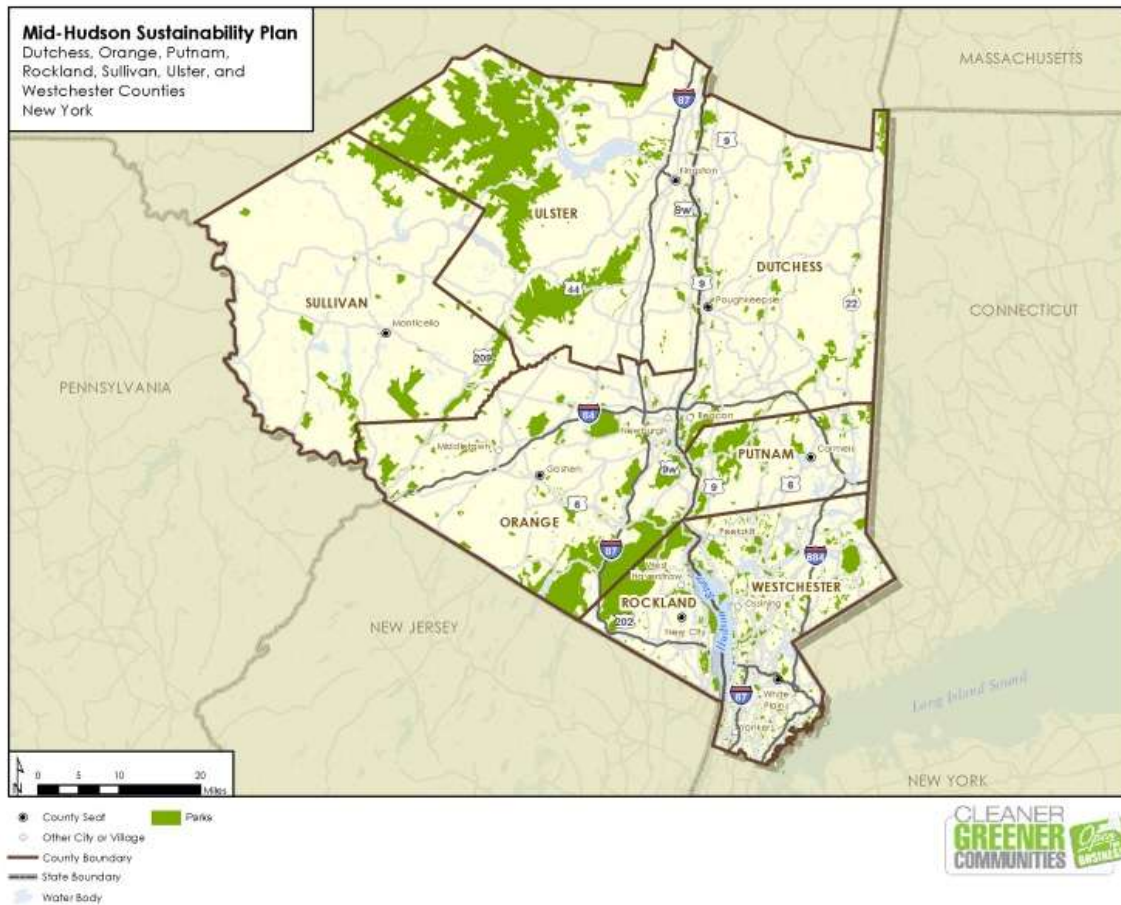 Mid-Hudson Sustainability Plan
Dutchess, Orange, Putnam,
Rockland, Sullivan, Ulster, and
Westchester Counties
New York
MASSACHUSETTS
87
9
Kingston
9W
ULSTER
DUTCHESS
44
9
Poughkeepsie
22
CONNECTICUT
SULLIVAN
Monticello
209
PENNSYLVANIA
84
Newburgh
Beacon
Middletown
Goshen
9W
PUTNAM
Carmel
9
6
6
ORANGE
87
Peekskill
684
West
Haverstraw
WESTCHESTER
ROCKLAND
Ossining
202
New City
Hudson River
NEW JERSEY
87
White
Plains
Yonkers
Long Island Sound
NEW YORK
N
0 5 10 20
Miles
County Seat
Parks
Other City or Village
County Boundary
State Boundary
Water Body
CLEANER
GREENER
COMMUNITIES
Open
BUSINESS